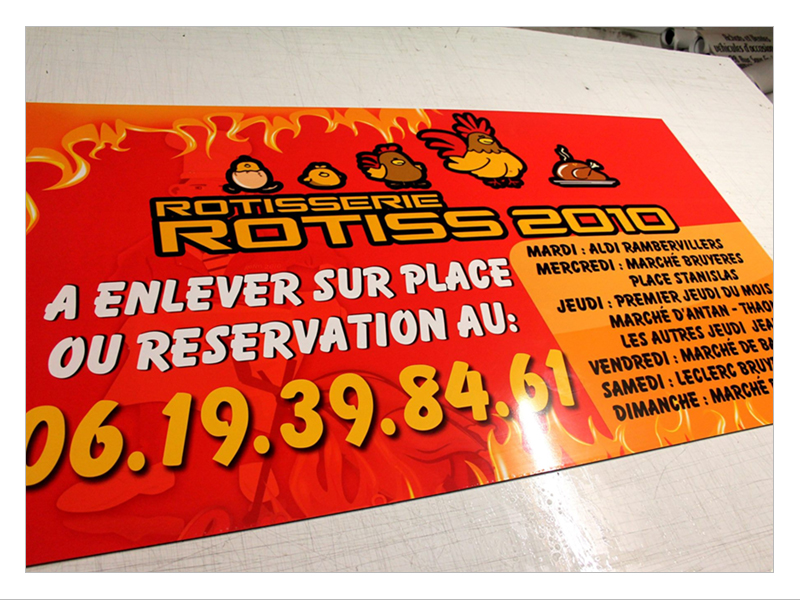 ROTISSERIE
ROTISS 2010
A ENLEVER SUR PLACE
OU RESERVATION AU:
06.19.39.84.61
MARDI : ALDI RAMBERVILLERS
MERCREDI : MARCHÉ BRUYERES
PLACE STANISLAS
JEUDI : PREMIER JEUDI DU MOIS
MARCHÉ D'ANTAN -
LES AUTRES JEUDI
VENDREDI : MARCHÉ DE
SAMEDI : LECLERC
DIMANCHE : MARCHÉ
véhicules d'occasion